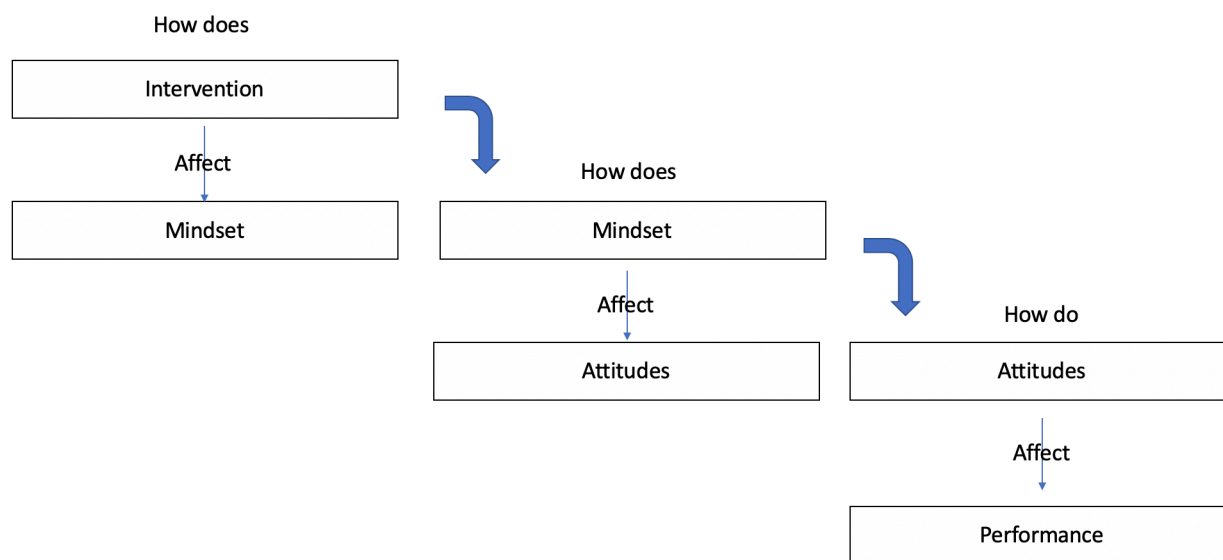 How does
Intervention
Affect
Mindset
How does
Mindset
Affect
Attitudes
How do
Attitudes
Affect
Performance